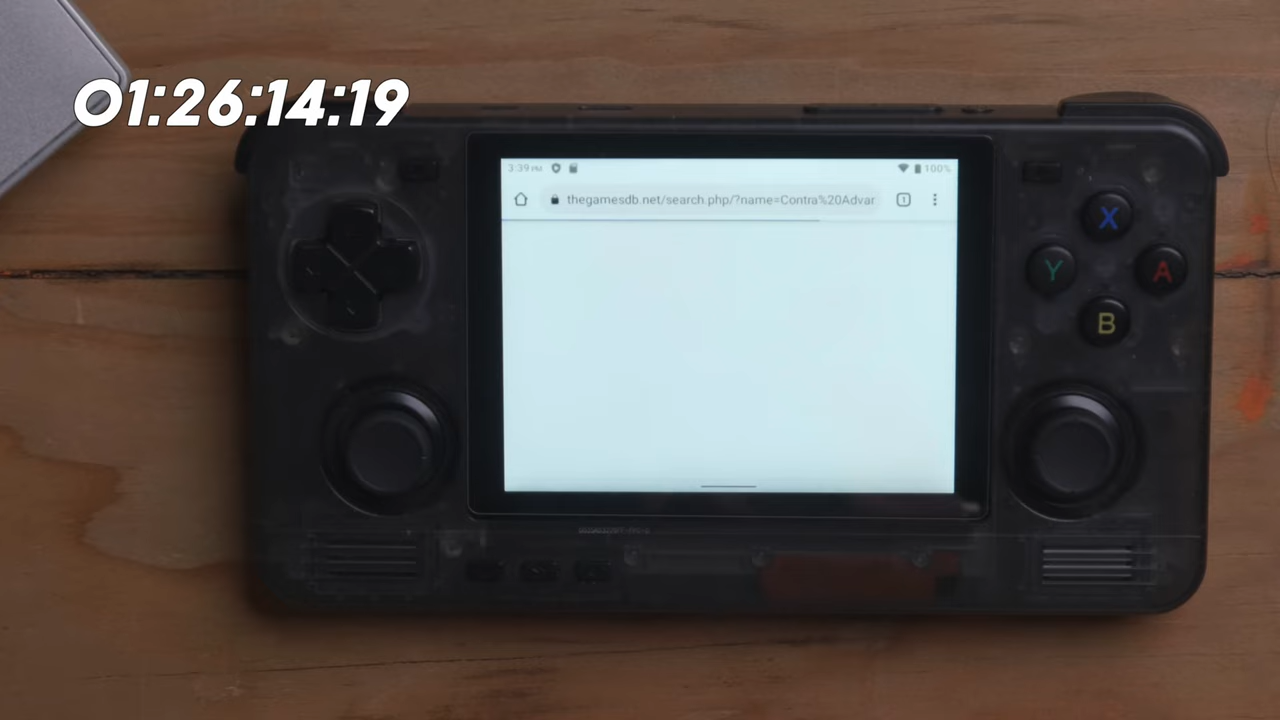 01:26:14:19
3:39 PM 100%
thegamesdb.net/search.php/?name=Contra%20Advar
1
X
Y
A
B